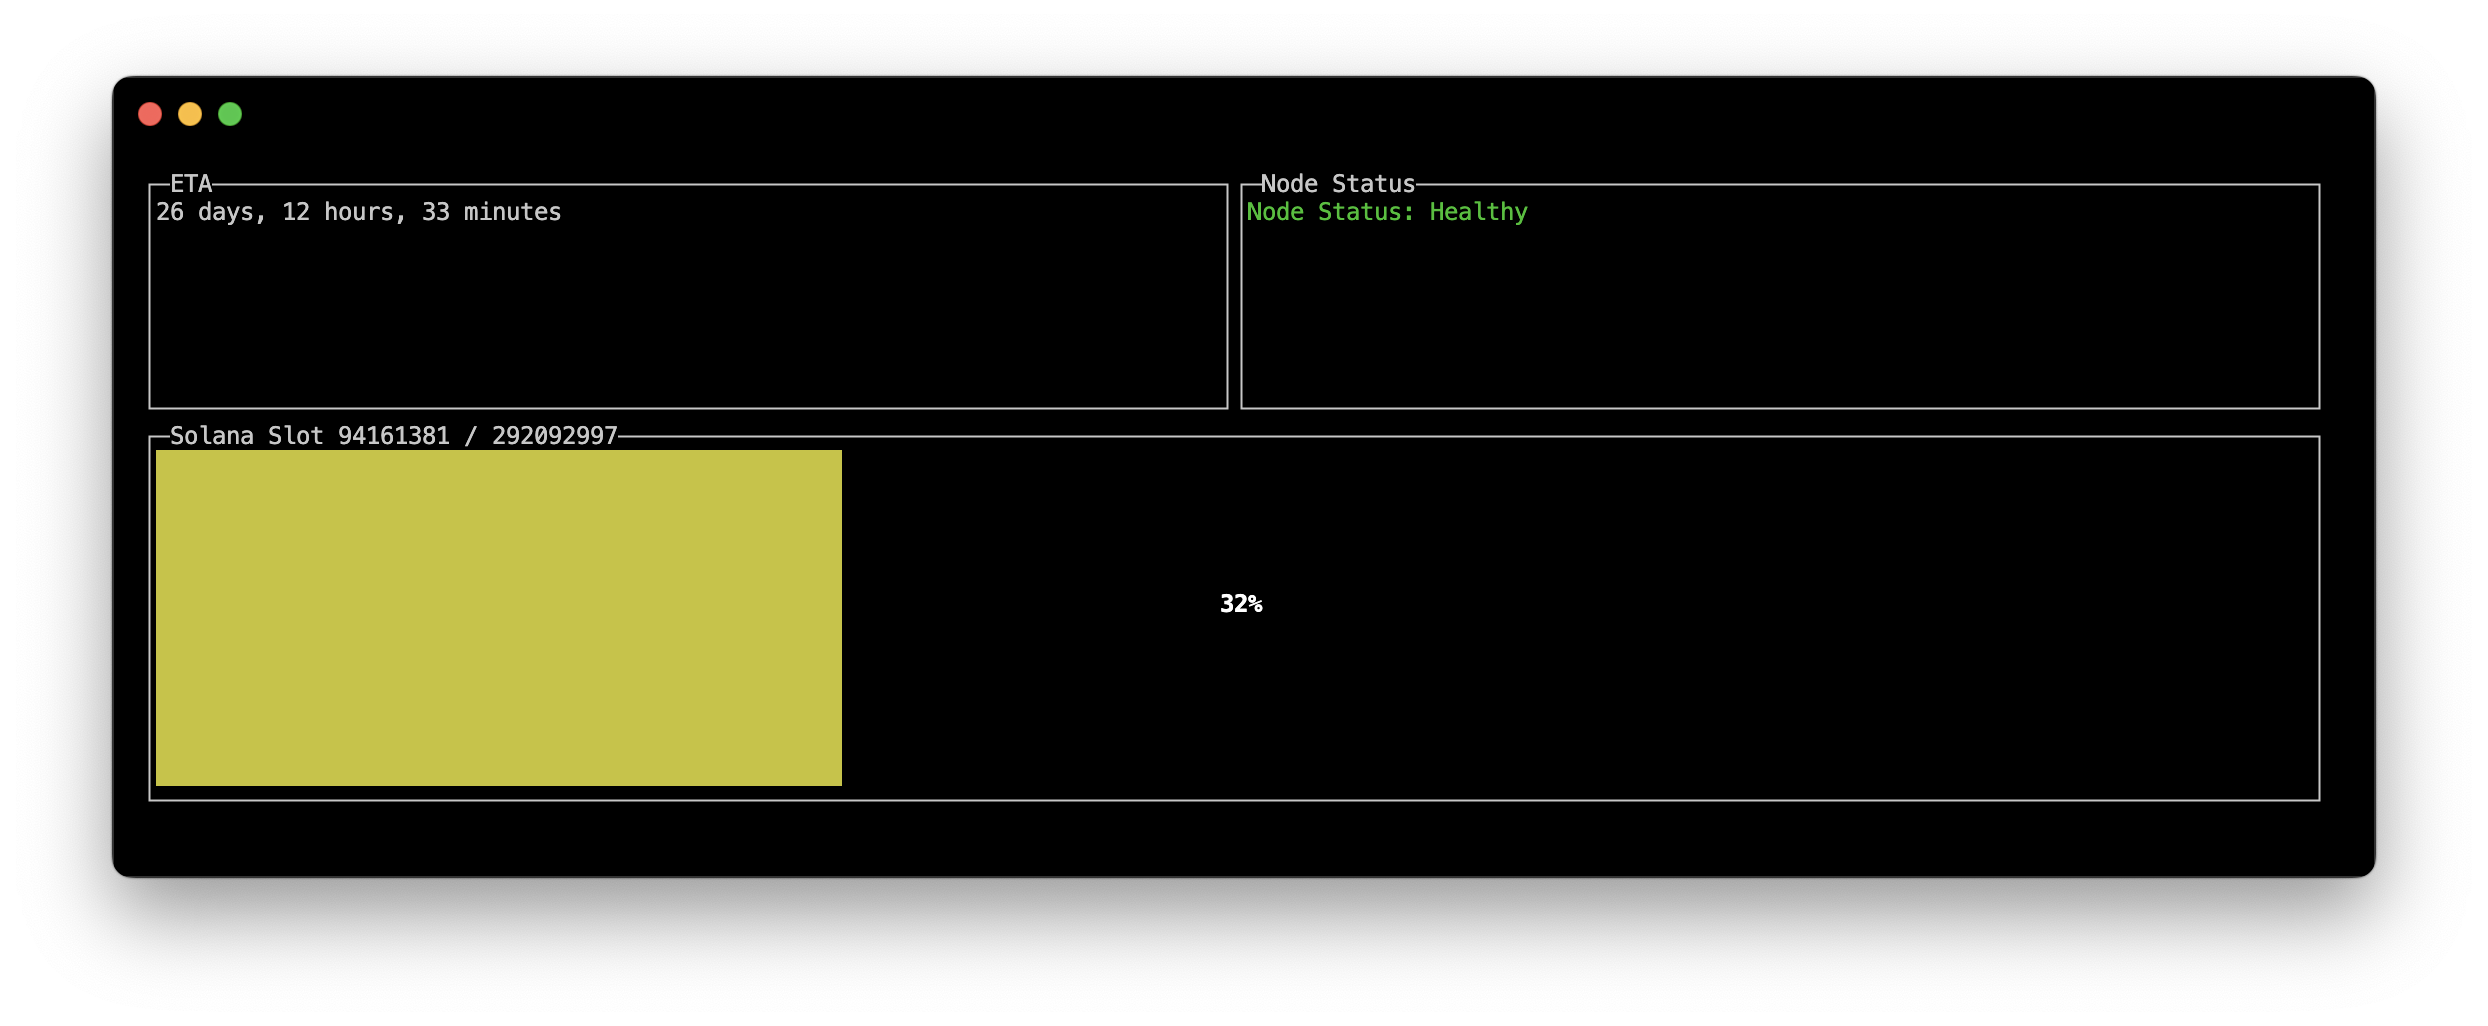 ETA
26 days, 12 hours, 33 minutes
Node Status
Node Status: Healthy
Solana Slot 94161381 / 292092997
32%